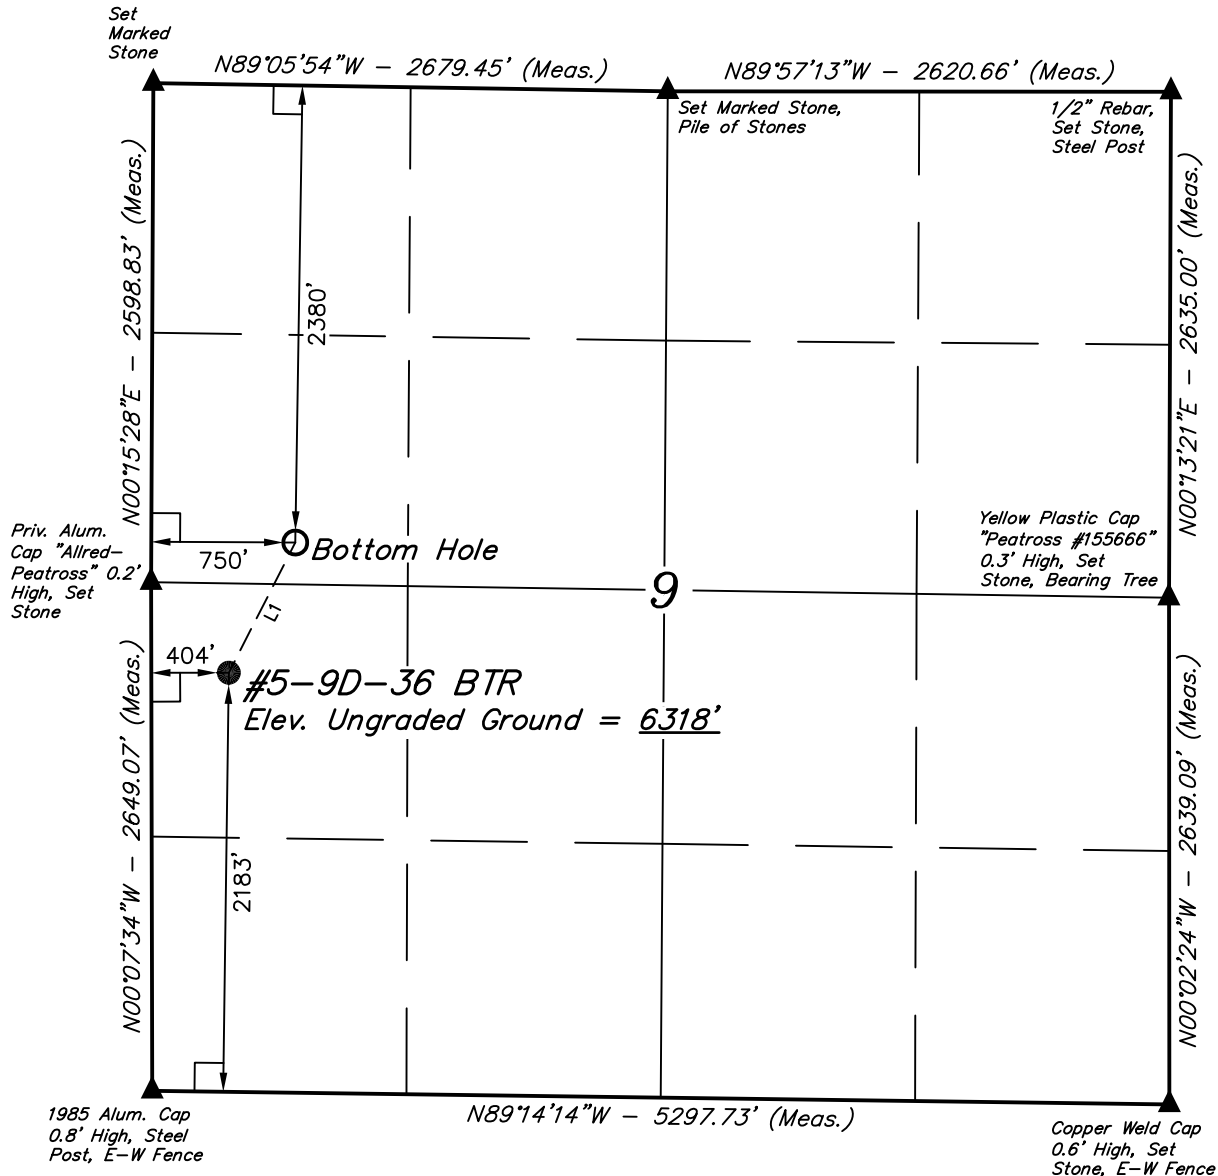 Set
Marked
Stone
N89°05'54"W - 2679.45' (Meas.)
N89°57'13"W - 2620.66' (Meas.)
Set Marked Stone,
Pile of Stones
1/2" Rebar,
Set Stone,
Steel Post
N00°15'28"E - 2598.83' (Meas.)
2380'
N00°13'21"E - 2635.00' (Meas.)
Priv. Alum.
Cap "Allred-
Peatross" 0.2'
High, Set
Stone
750'
Bottom Hole
Yellow Plastic Cap
"Peatross #155666"
0.3' High, Set
Stone, Bearing Tree
9
L1
404'
#5-9D-36 BTR
Elev. Ungraded Ground = 6318'
N00°07'34"W - 2649.07' (Meas.)
2183'
N00°02'24"W - 2639.09' (Meas.)
1985 Alum. Cap
0.8' High, Steel
Post, E-W Fence
N89°14'14"W - 5297.73' (Meas.)
Copper Weld Cap
0.6' High, Set
Stone, E-W Fence